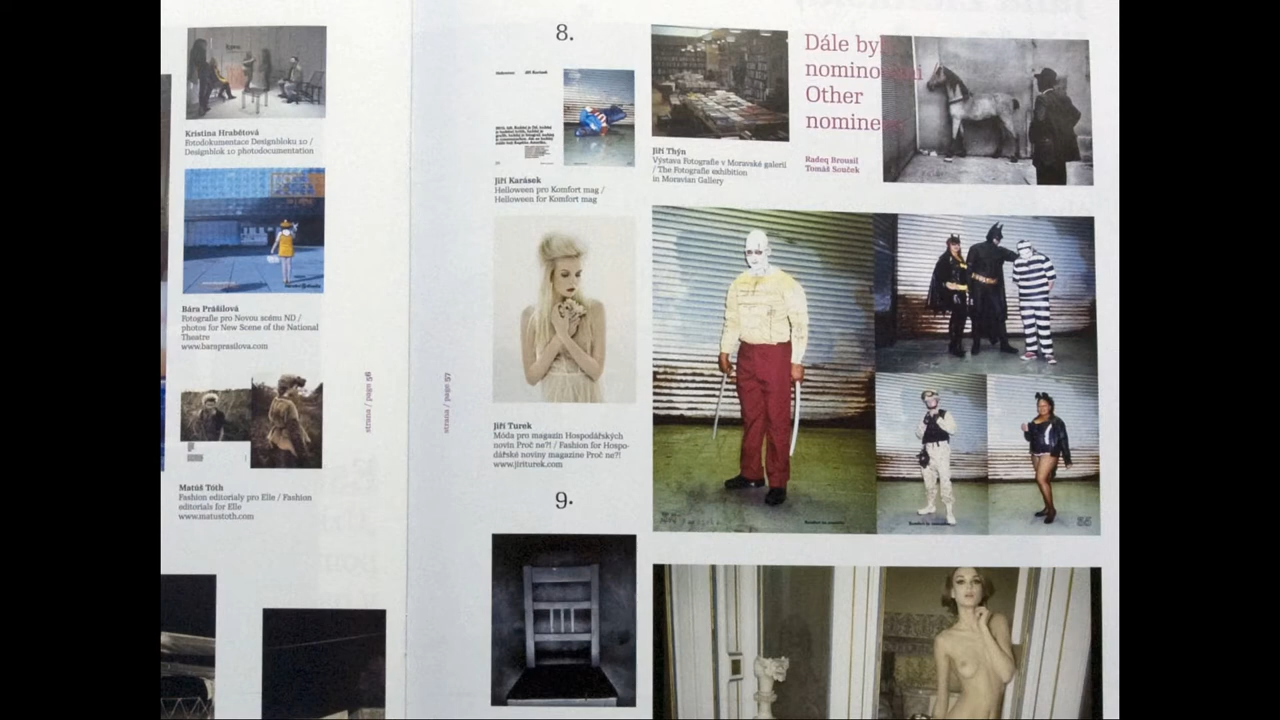 Kristina Hrabětová
Fotodokumentace Designbloku 10 /
Designblok 10 photodocumentation
Bára Prášilová
Fotografie pro Novou scénu ND /
photos for New Scene of the National
Theatre
www.baraprasilova.com
Matúš Tóth
Fashion editorialy pro Elle / Fashion
editorials for Elle
www.matustoth.com
strana / page 56
strana / page 57
8.
Jiří Karásek
Jiří Karásek
Helloween pro Komfort mag /
Helloween for Komfort mag
Jiří Turek
Móda pro magazín Hospodářských
novin Proč ne?! / Fashion for Hospo-
dářské noviny magazine Proč ne?!
www.jiriturek.com
9.
Jiří Thýn
Výstava Fotografie v Moravské galerii
/ The Fotografie exhibition
in Moravian Gallery
Dále byli
nominováni
Other
nominees
Radeq Brousil
Tomáš Souček